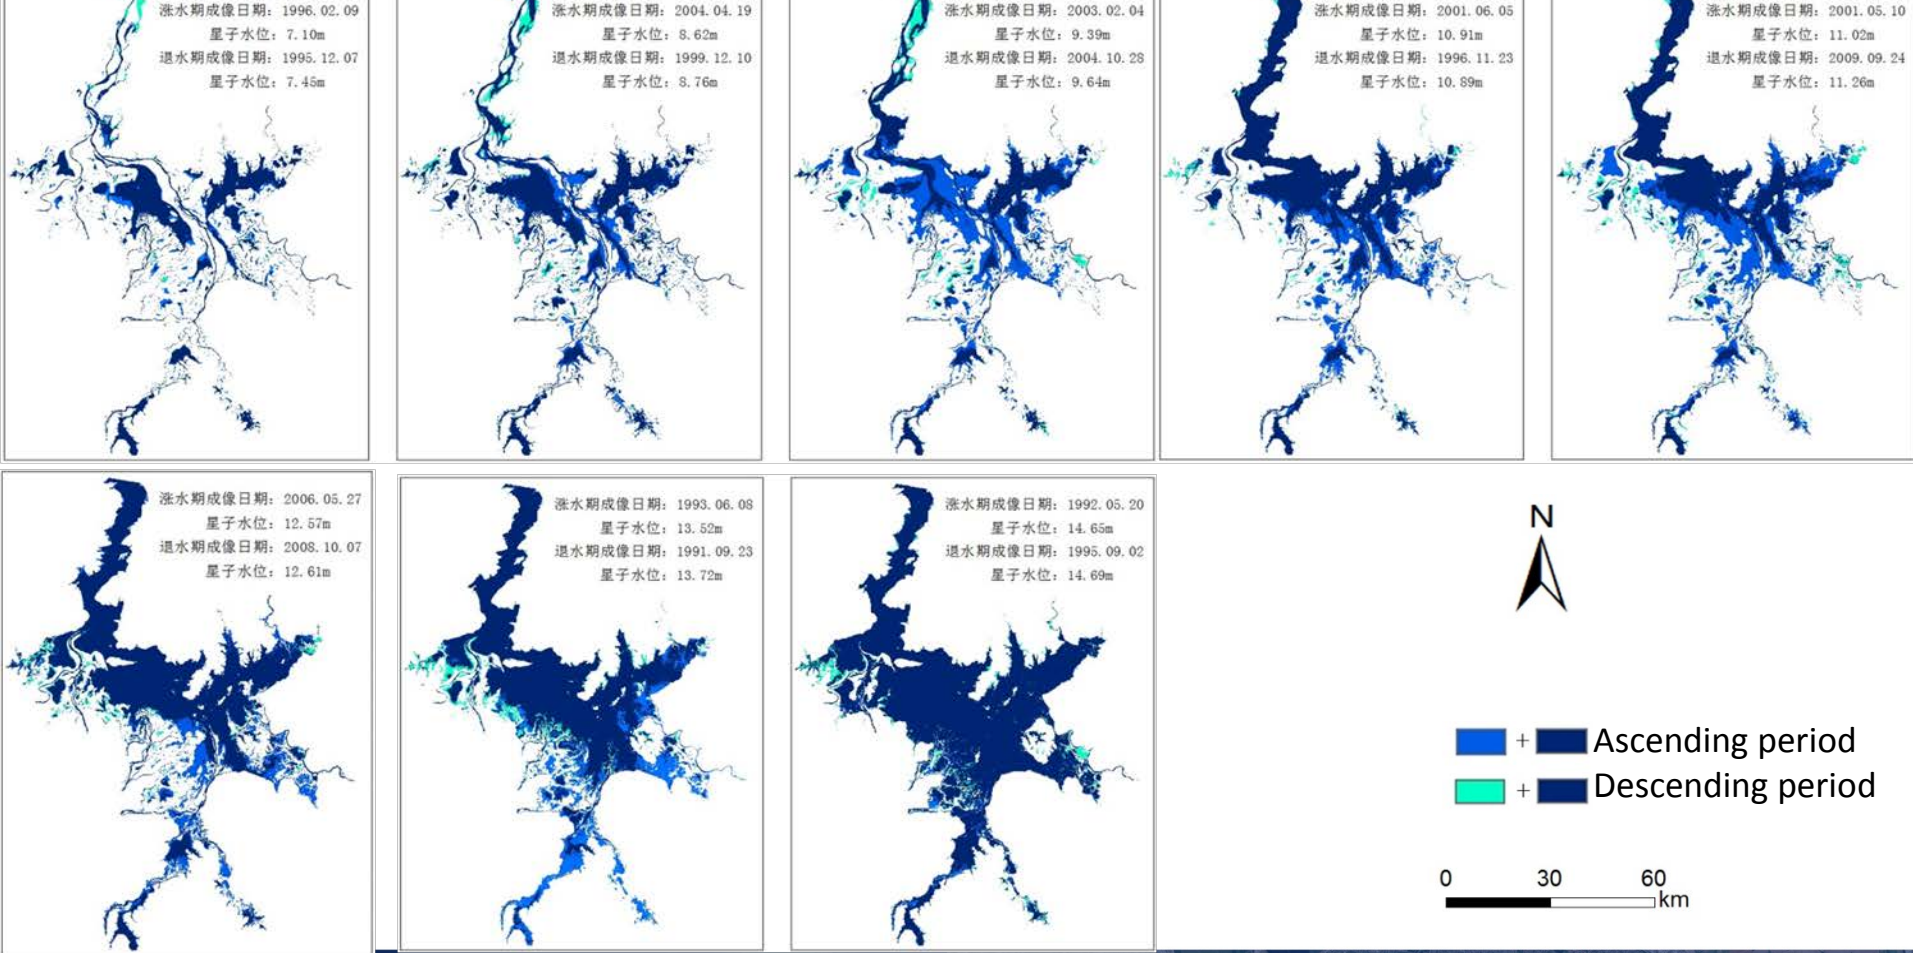 涨水期成像日期：1996.02.09
星子水位：7.10m
退水期成像日期：1995.12.07
星子水位：7.45m
涨水期成像日期：2004.04.19
星子水位：8.62m
退水期成像日期：1999.12.10
星子水位：8.76m
涨水期成像日期：2003.02.04
星子水位：9.39m
退水期成像日期：2004.10.28
星子水位：9.64m
涨水期成像日期：2001.06.05
星子水位：10.91m
退水期成像日期：1996.11.23
星子水位：10.89m
涨水期成像日期：2001.05.10
星子水位：11.02m
退水期成像日期：2009.09.24
星子水位：11.26m
涨水期成像日期：2006.05.27
星子水位：12.57m
退水期成像日期：2008.10.07
星子水位：12.61m
涨水期成像日期：1993.06.08
星子水位：13.52m
退水期成像日期：1991.09.23
星子水位：13.72m
涨水期成像日期：1992.05.20
星子水位：14.65m
退水期成像日期：1995.09.02
星子水位：14.69m
N
+ Ascending period
+ Descending period
0 30 60
km